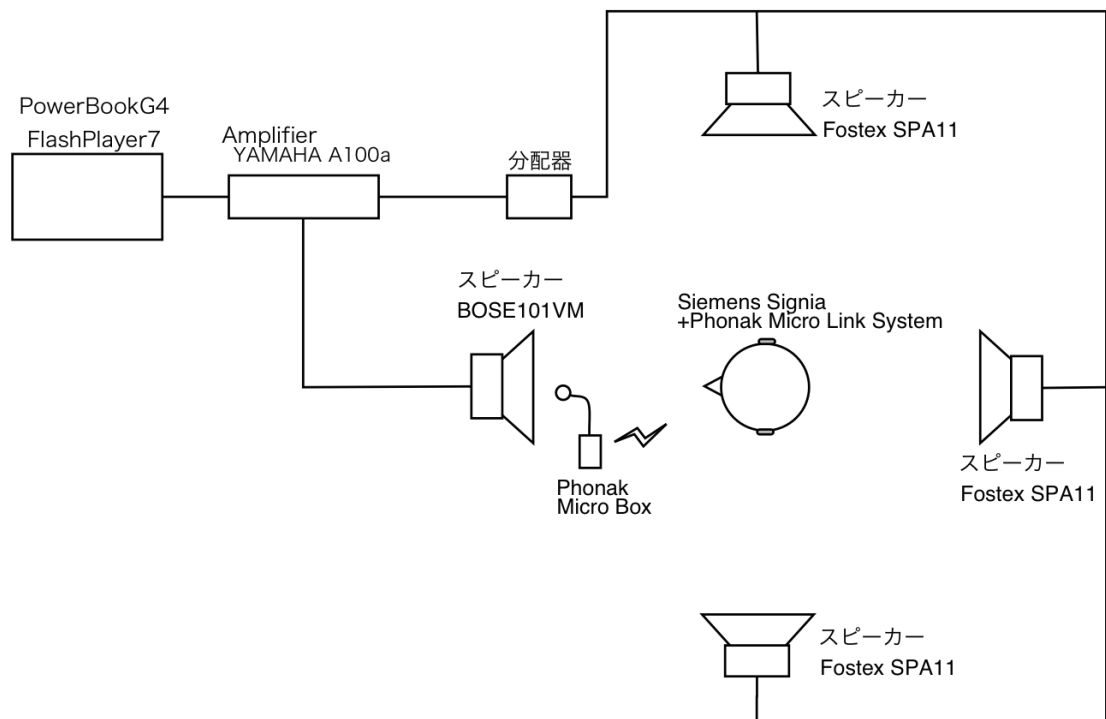 PowerBookG4
FlashPlayer7
Amplifier
YAMAHA A100a
分配器
スピーカー
Fostex SPA11
スピーカー
BOSE101VM
Siemens Signia
+Phonak Micro Link System
Phonak
Micro Box
スピーカー
Fostex SPA11
スピーカー
Fostex SPA11